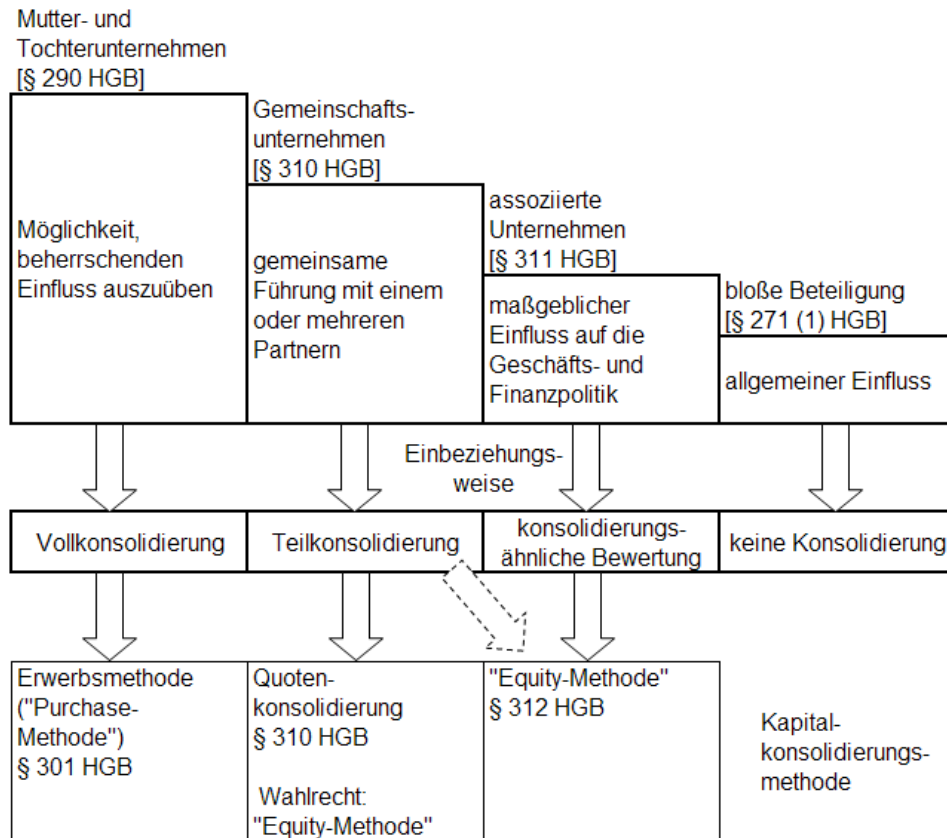 Mutter- und
Tochterunternehmen
[§ 290 HGB]
Gemeinschafts-
unternehmen
[§ 310 HGB]
assoziierte
Unternehmen
[§ 311 HGB]
bloße Beteiligung
[§ 271 (1) HGB]
Möglichkeit,
beherrschenden
Einfluss auszuüben
gemeinsame
Führung mit einem
oder mehreren
Partnern
maßgeblicher
Einfluss auf die
Geschäfts- und
Finanzpolitik
allgemeiner Einfluss
Einbeziehungs-
weise
Vollkonsolidierung
Teilkonsolidierung
konsolidierungs-
ähnliche Bewertung
keine Konsolidierung
Erwerbsmethode
("Purchase-
Methode")
§ 301 HGB
Quoten-
konsolidierung
§ 310 HGB
Wahlrecht:
"Equity-Methode"
"Equity-Methode"
§ 312 HGB
Kapital-
konsolidierungs-
methode